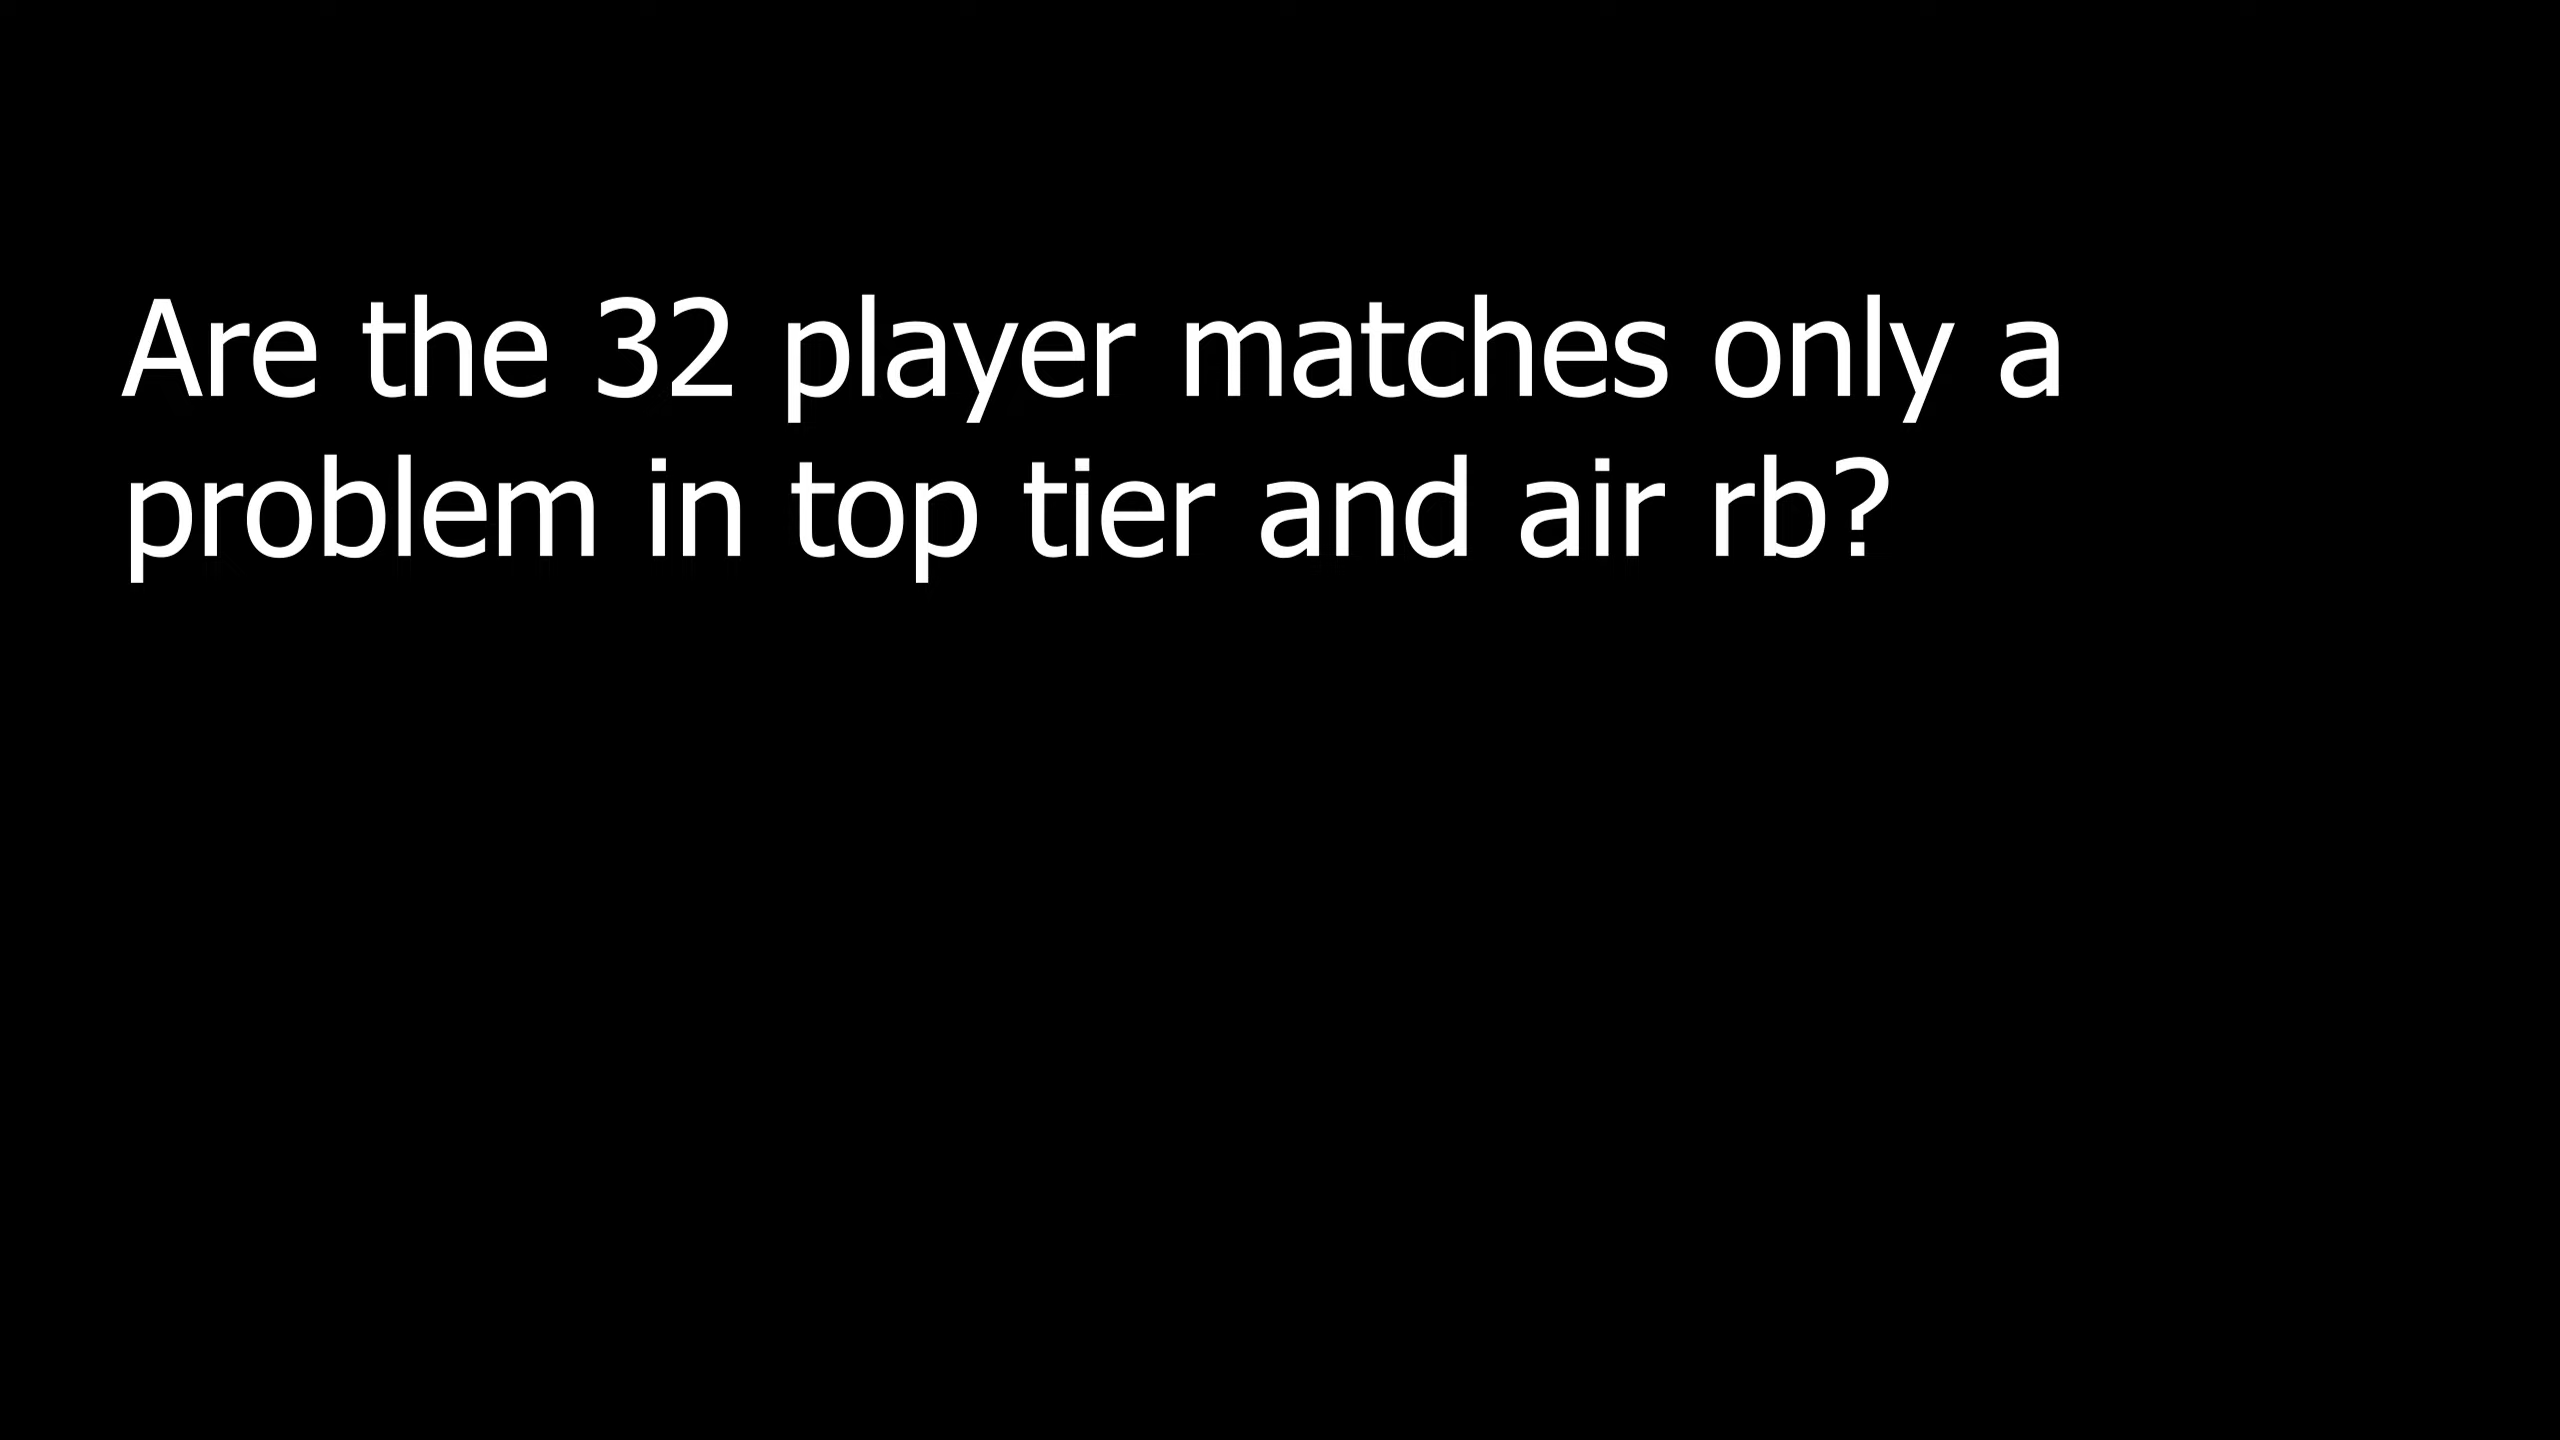 Are the 32 player matches only a
problem in top tier and air rb?